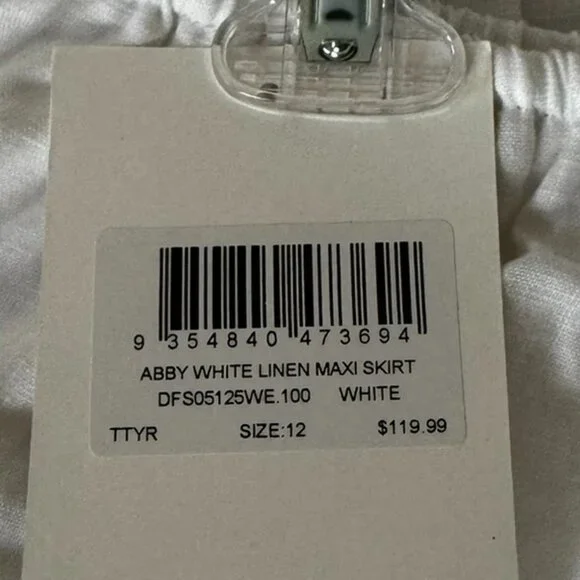 9 354840 473694
ABBY WHITE LINEN MAXI SKIRT
DFS05125WE.100 WHITE
TTYR SIZE:12 $119.99